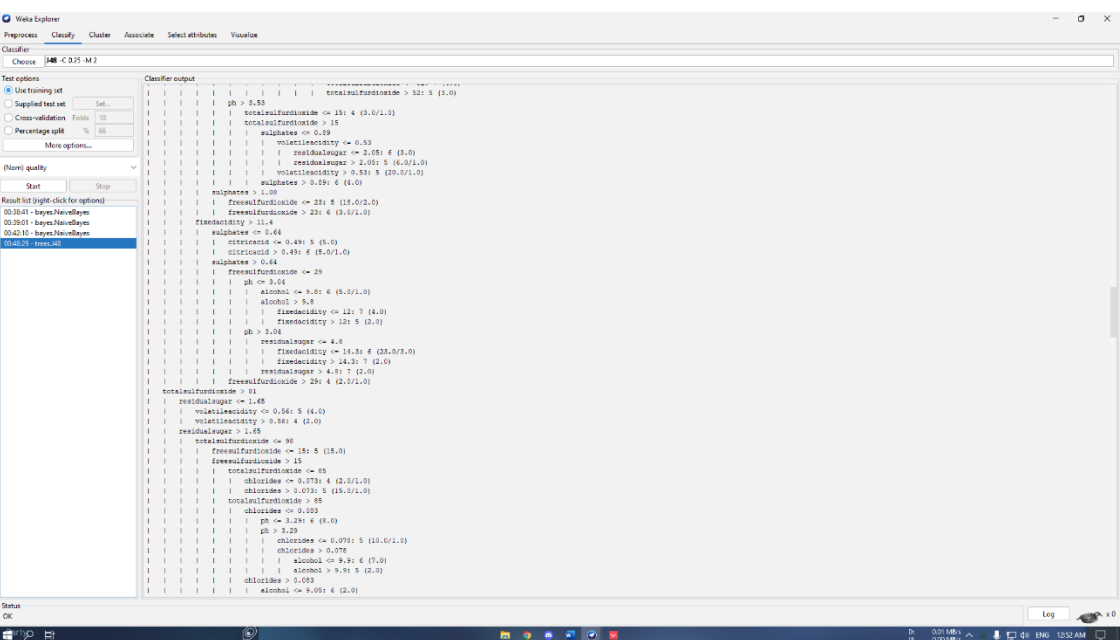 Weka Explorer
Preprocess Classify Cluster Associate Select attributes Visualize
Classifier
Choose J48 -C 0.25 -M 2
Test options
Use training set
Supplied test set Set...
Cross-validation Folds 10
Percentage split % 66
More options...
(Nom) quality
Start Stop
Result list (right-click for options)
00:38:41 - bayes.NaiveBayes
00:39:01 - bayes.NaiveBayes
00:42:10 - bayes.NaiveBayes
trees.J48
Classifier output
| | | | | | | | | | | totalsulfurdioxide > 52: 5 (3.0)
| | | | | ph > 3.53
| | | | | | totalsulfurdioxide <= 15: 4 (3.0/1.0)
| | | | | | totalsulfurdioxide > 15
| | | | | | | sulphates <= 0.89
| | | | | | | | volatileacidity <= 0.53
| | | | | | | | | residualsugar <= 2.05: 6 (3.0)
| | | | | | | | | residualsugar > 2.05: 5 (6.0/1.0)
| | | | | | | | volatileacidity > 0.53: 5 (20.0/1.0)
| | | | | | | sulphates > 0.89: 6 (4.0)
| | | | sulphates > 1.08
| | | | | freesulfurdioxide <= 23: 5 (18.0/2.0)
| | | | | freesulfurdioxide > 23: 6 (3.0/1.0)
| | | fixedacidity > 11.4
| | | | sulphates <= 0.64
| | | | | citricacid <= 0.49: 5 (5.0)
| | | | | citricacid > 0.49: 6 (5.0/1.0)
| | | | sulphates > 0.64
| | | | | freesulfurdioxide <= 29
| | | | | | ph <= 3.04
| | | | | | | alcohol <= 9.8: 6 (5.0/1.0)
| | | | | | | alcohol > 9.8
| | | | | | | | fixedacidity <= 12: 7 (4.0)
| | | | | | | | fixedacidity > 12: 5 (2.0)
| | | | | | ph > 3.04
| | | | | | | residualsugar <= 4.8
| | | | | | | | fixedacidity <= 14.3: 6 (23.0/3.0)
| | | | | | | | fixedacidity > 14.3: 7 (2.0)
| | | | | | | residualsugar > 4.8: 7 (2.0)
| | | | | freesulfurdioxide > 29: 4 (2.0/1.0)
| totalsulfurdioxide > 81
| | residualsugar <= 1.65
| | | volatileacidity <= 0.56: 5 (4.0)
| | | volatileacidity > 0.56: 4 (2.0)
| | residualsugar > 1.65
| | | totalsulfurdioxide <= 98
| | | | freesulfurdioxide <= 15: 5 (15.0)
| | | | freesulfurdioxide > 15
| | | | | totalsulfurdioxide <= 85
| | | | | | chlorides <= 0.073: 4 (2.0/1.0)
| | | | | | chlorides > 0.073: 5 (15.0/1.0)
| | | | | totalsulfurdioxide > 85
| | | | | | chlorides <= 0.083
| | | | | | | ph <= 3.29: 6 (8.0)
| | | | | | | ph > 3.29
| | | | | | | | chlorides <= 0.078: 5 (10.0/1.0)
| | | | | | | | chlorides > 0.078
| | | | | | | | | alcohol <= 9.9: 6 (7.0)
| | | | | | | | | alcohol > 9.9: 5 (2.0)
| | | | | | chlorides > 0.083
| | | | | | | alcohol <= 9.05: 6 (2.0)
Status
OK
Log x 0
D: 0.01 MB/s ENG 12:52 AM